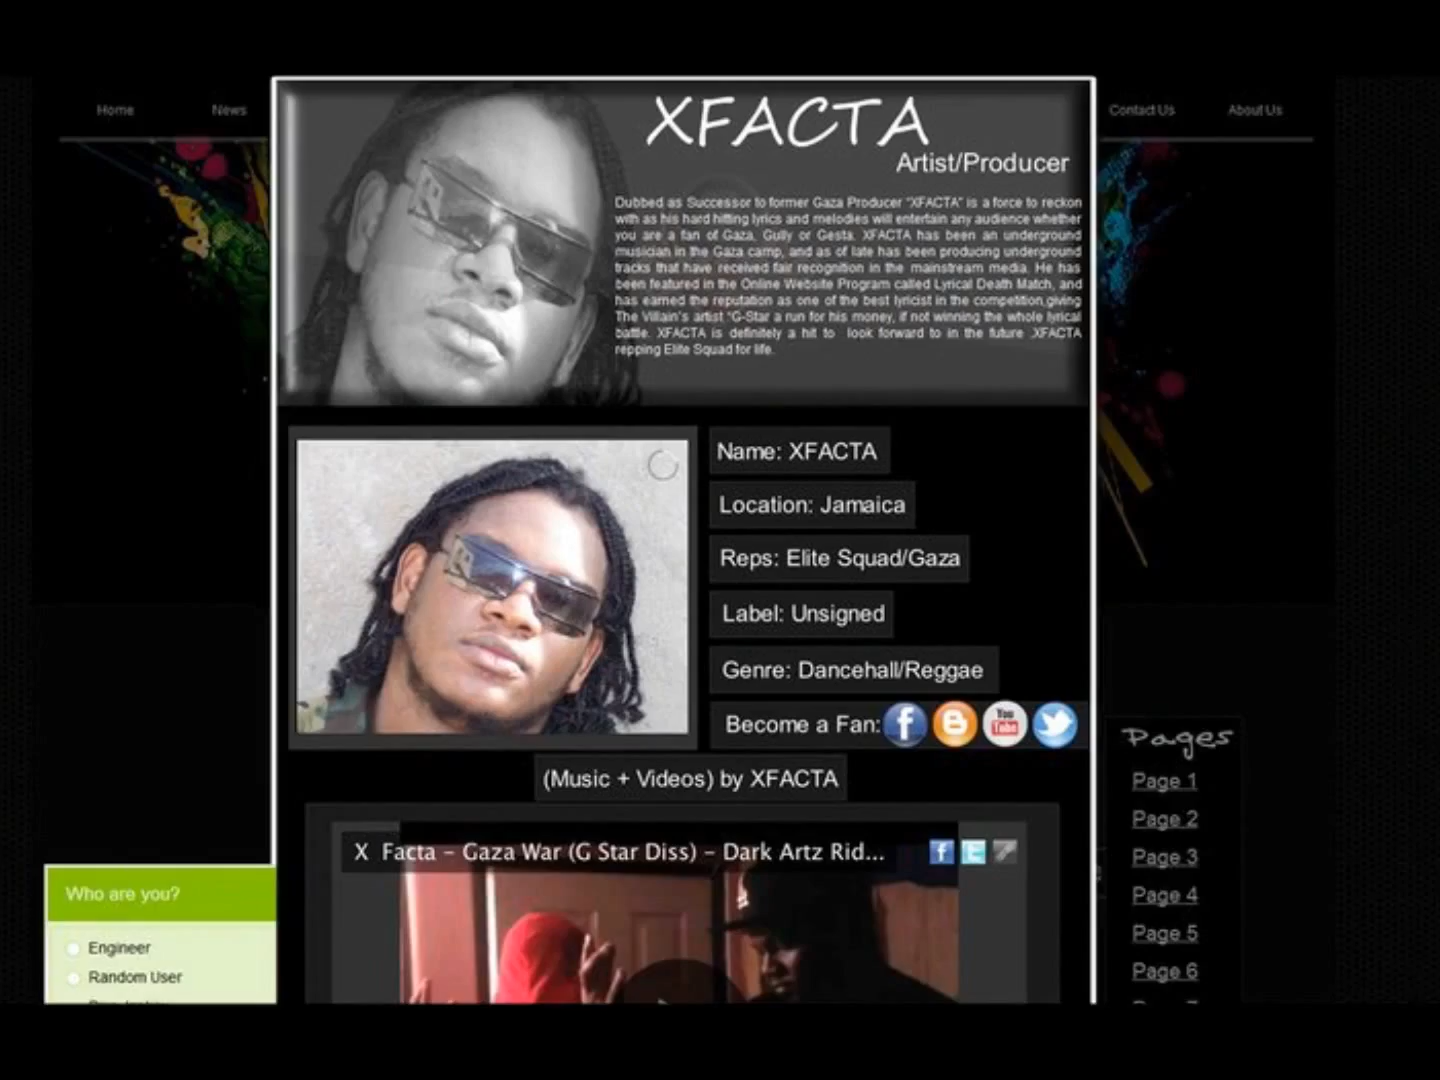 Home
News
Contact Us
About Us
XFACTA
Artist/Producer
Dubbed as Successor to former Gaza Producer "XFACTA" is a force to reckon
with as his hard hitting lyrics and melodies will entertain any audience whether
you are a fan of Gaza, Gully or Gesta. XFACTA has been an underground
musician in the Gaza camp, and as of late has been producing underground
tracks that have received fair recognition in the mainstream media. He has
been featured in the Online Website Program called Lyrical Death Match, and
has earned the reputation as one of the best lyricist in the competition,giving
The Villain's artist "G-Star a run for his money, if not winning the whole lyrical
battle. XFACTA is definitely a hit to look forward to in the future .XFACTA
repping Elite Squad for life.
Name: XFACTA
Location: Jamaica
Reps: Elite Squad/Gaza
Label: Unsigned
Genre: Dancehall/Reggae
Become a Fan:
You
Tube
(Music + Videos) by XFACTA
X Facta – Gaza War (G Star Diss) – Dark Artz Rid...
Who are you?
Engineer
Random User
Pages
Page 1
Page 2
Page 3
Page 4
Page 5
Page 6